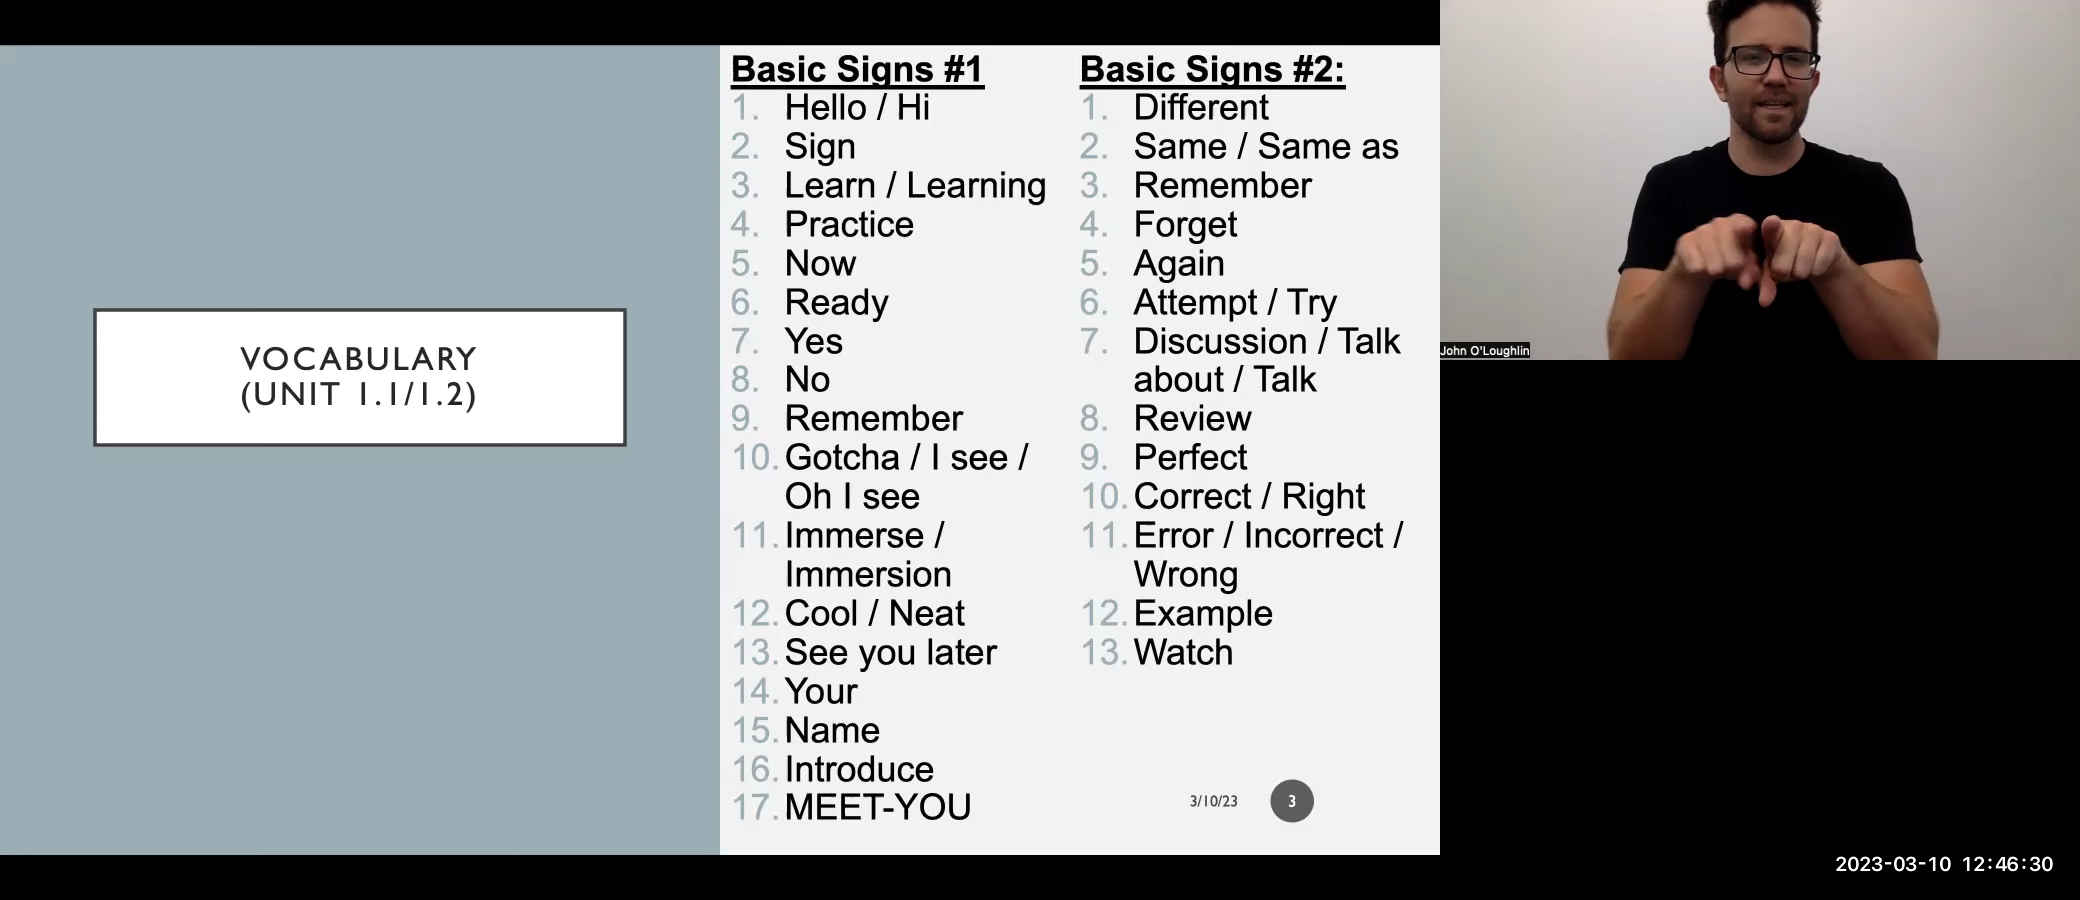 VOCABULARY
(UNIT 1.1/1.2)
Basic Signs #1
1. Hello / Hi
2. Sign
3. Learn / Learning
4. Practice
5. Now
6. Ready
7. Yes
8. No
9. Remember
10. Gotcha / I see /
Oh I see
11. Immerse /
Immersion
12. Cool / Neat
13. See you later
14. Your
15. Name
16. Introduce
17. MEET-YOU
Basic Signs #2:
1. Different
2. Same / Same as
3. Remember
4. Forget
5. Again
6. Attempt / Try
7. Discussion / Talk
about / Talk
8. Review
9. Perfect
10. Correct / Right
11. Error / Incorrect /
Wrong
12. Example
13. Watch
3/10/23
3
John O'Loughlin
2023-03-10 12:46:30